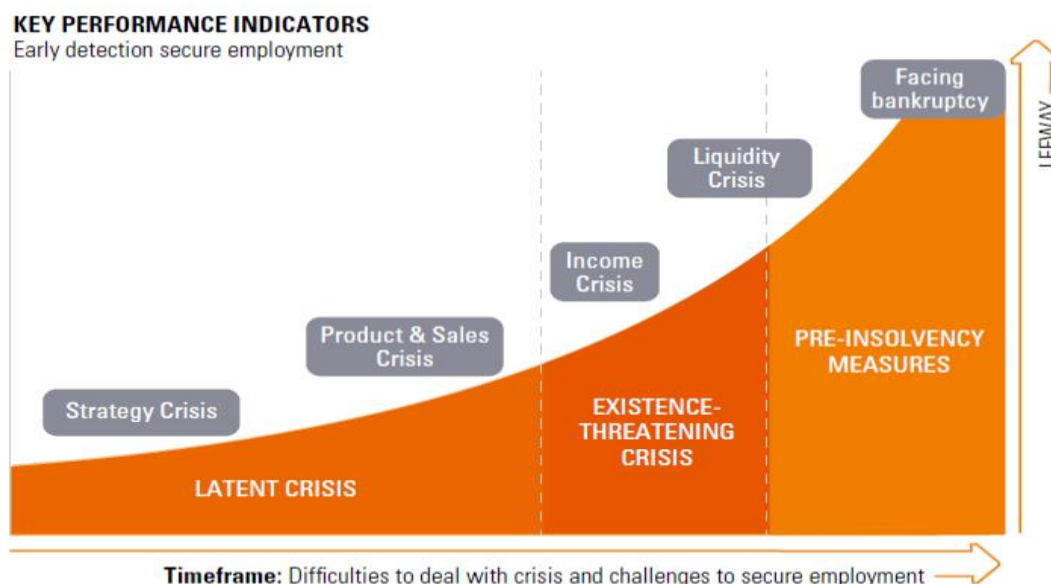 KEY PERFORMANCE INDICATORS
Early detection secure employment
Facing
bankruptcy
LEEWAY
Liquidity
Crisis
Income
Crisis
Product & Sales
Crisis
PRE-INSOLVENCY
MEASURES
Strategy Crisis
EXISTENCE-
THREATENING
CRISIS
LATENT CRISIS
Timeframe: Difficulties to deal with crisis and challenges to secure employment